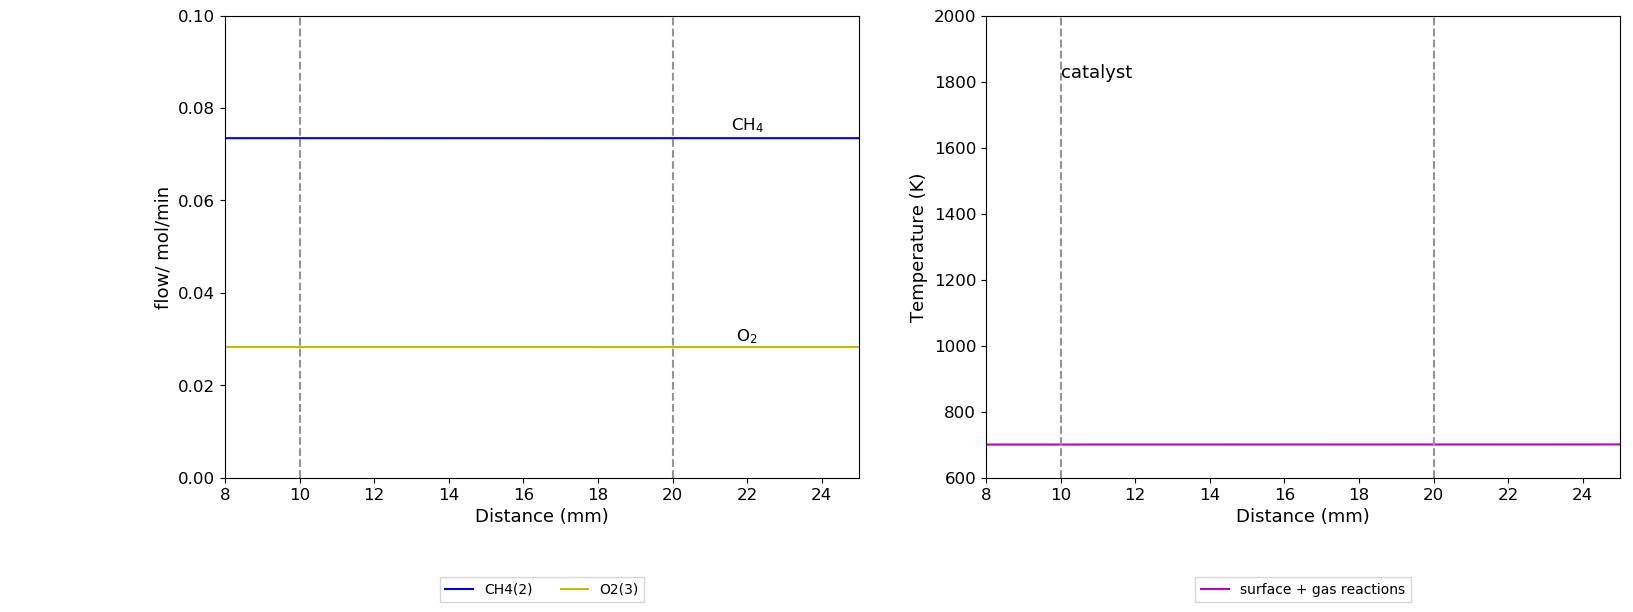 0.10
0.08
0.06
0.04
0.02
0.00
flow/ mol/min
CH₄
O₂
8 10 12 14 16 18 20 22 24
Distance (mm)
CH4(2) O2(3)
2000
1800
1600
1400
1200
1000
800
600
Temperature (K)
catalyst
8 10 12 14 16 18 20 22 24
Distance (mm)
surface + gas reactions